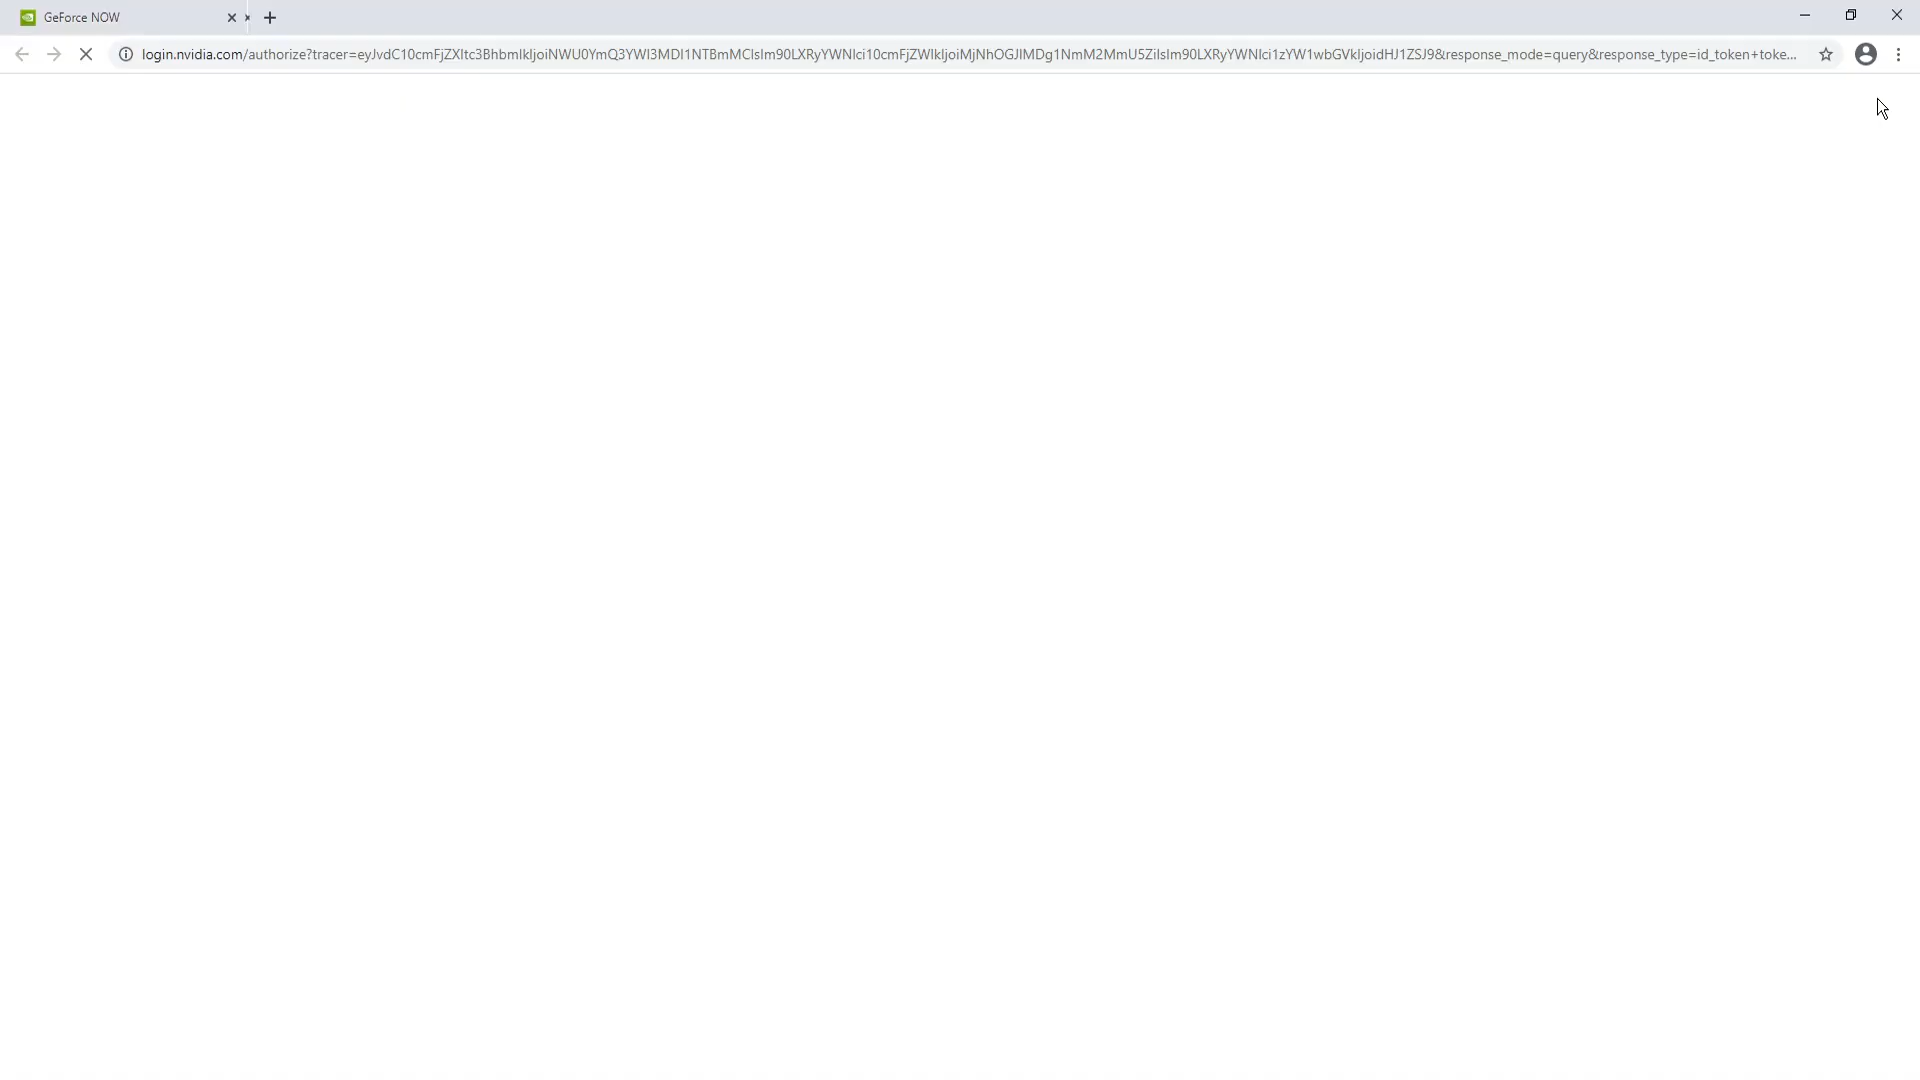 GeForce NOW
login.nvidia.com/authorize?tracer=eyJvdC10cmFjZXItc3BhbmlkIjoiNWU0YmQ3YWI3MDI1NTBmMCIsIm90LXRyYWNlci10cmFjZWlkIjoiMjNhOGJlMDg1NmM2MmU5ZiIsIm90LXRyYWNlci1zYW1wbGVkIjoidHJ1ZSJ9&response_mode=query&response_type=id_token+toke...